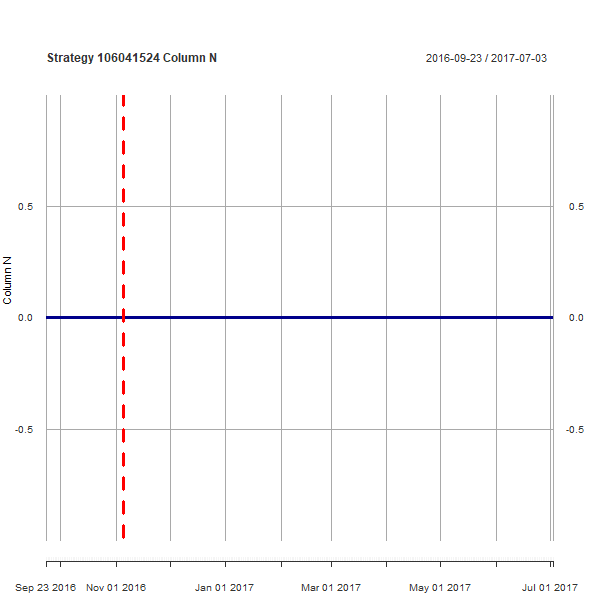 Strategy 106041524 Column N
2016-09-23 / 2017-07-03
0.5
0.5
Column N
0.0
0.0
-0.5
-0.5
Sep 23 2016
Nov 01 2016
Jan 01 2017
Mar 01 2017
May 01 2017
Jul 01 2017